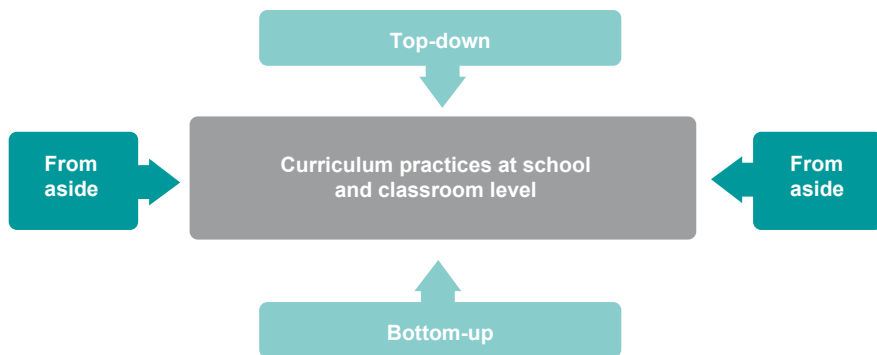 Top-down
From
aside
Curriculum practices at school
and classroom level
From
aside
Bottom-up